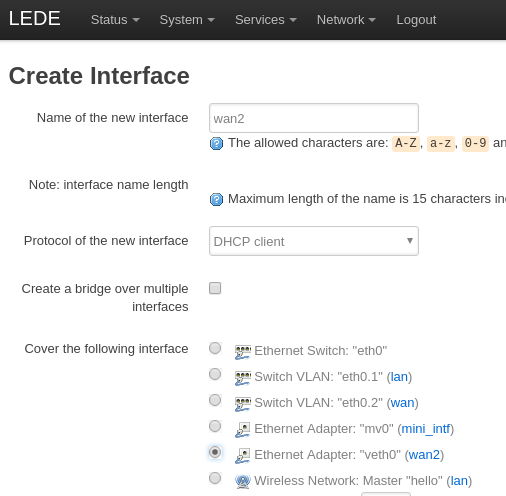 LEDE Status System Services Network Logout
Create Interface
Name of the new interface wan2
The allowed characters are: A-Z, a-z, 0-9 an
Note: interface name length
Maximum length of the name is 15 characters in
Protocol of the new interface DHCP client
Create a bridge over multiple
interfaces
Cover the following interface Ethernet Switch: "eth0"
Switch VLAN: "eth0.1" (lan)
Switch VLAN: "eth0.2" (wan)
Ethernet Adapter: "mv0" (mini_intf)
Ethernet Adapter: "veth0" (wan2)
Wireless Network: Master "hello" (lan)